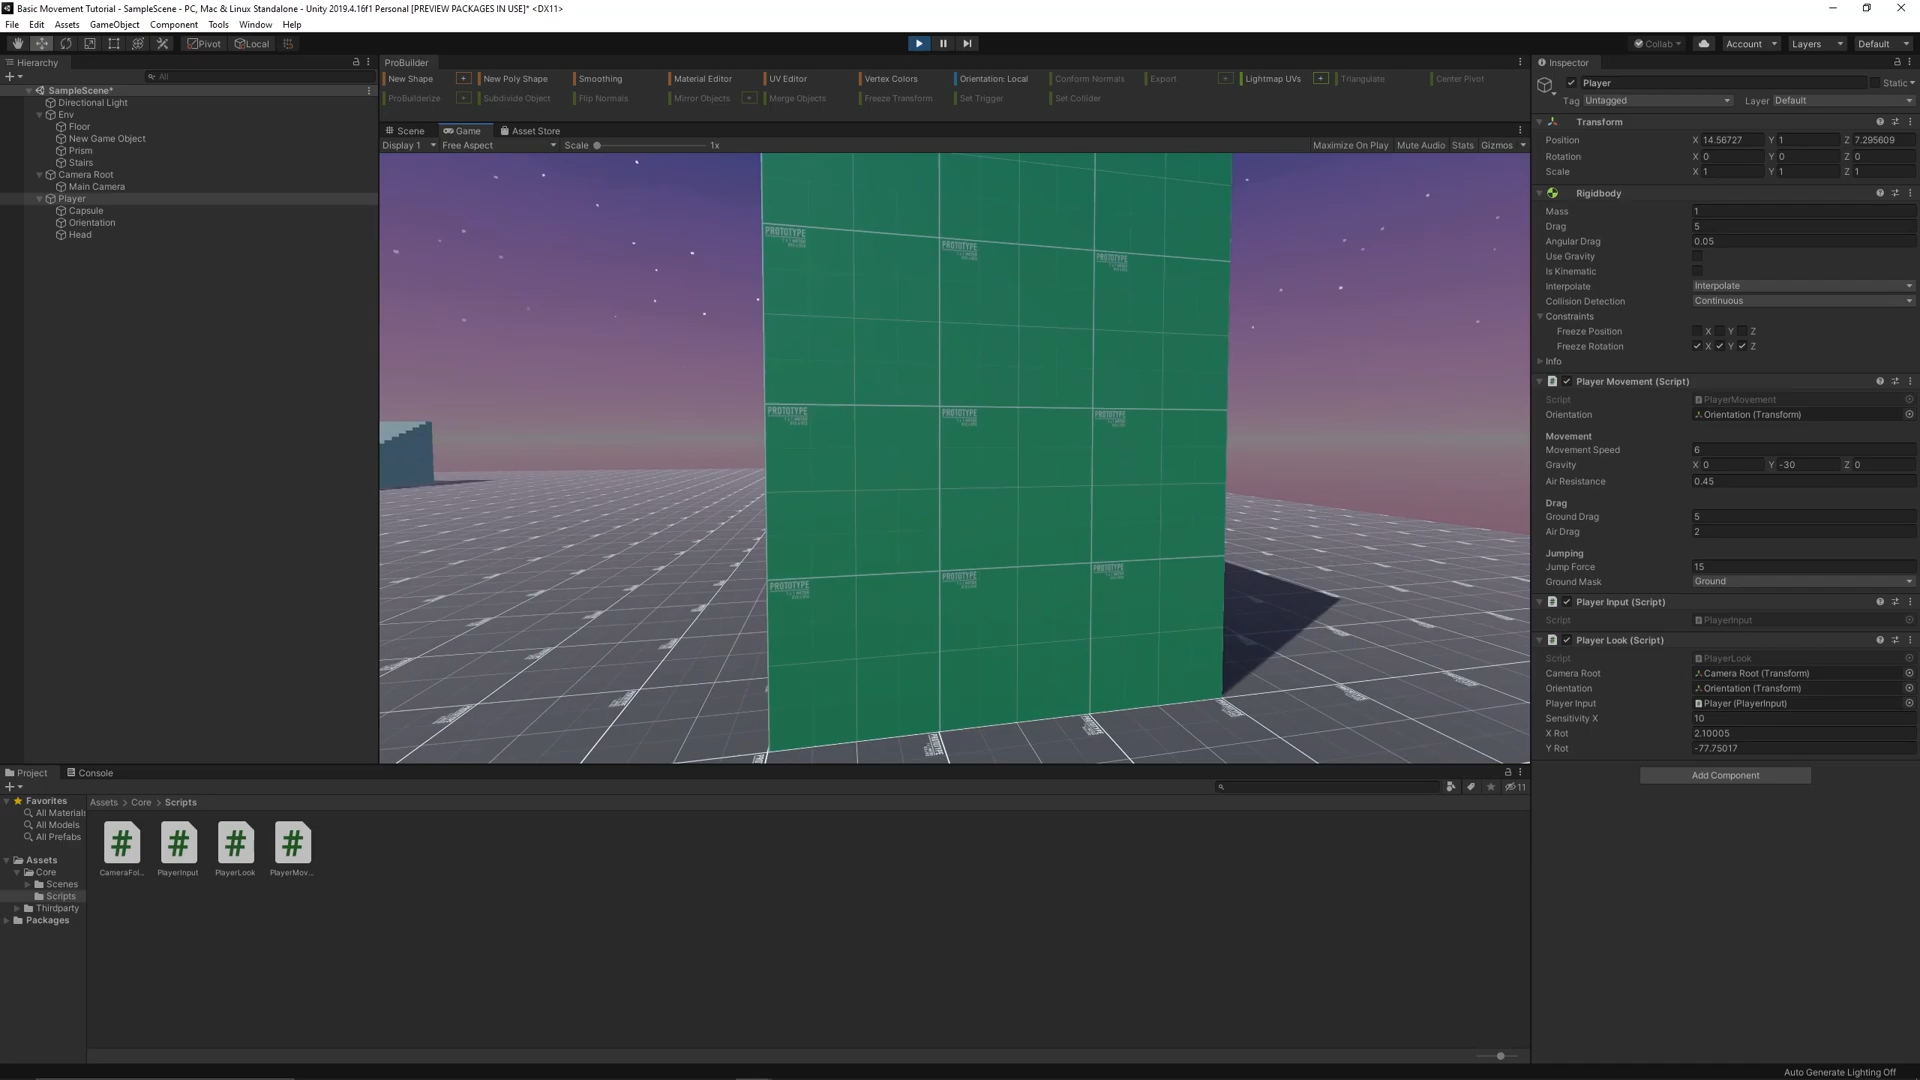 Basic Movement Tutorial - SampleScene - PC, Mac & Linux Standalone - Unity 2019.4.16f1 Personal [PREVIEW PACKAGES IN USE]* <DX11>
File Edit Assets GameObject Component Tools Window Help
Pivot Local Collab Account Layers Default
Hierarchy
All
SampleScene*
Directional Light
Env
Floor
New Game Object
Prism
Stairs
Camera Root
Main Camera
Player
Capsule
Orientation
Head
ProBuilder
New Shape + New Poly Shape Smoothing Material Editor UV Editor Vertex Colors Orientation: Local Conform Normals Export + Lightmap UVs + Triangulate Center Pivot
ProBuilderize + Subdivide Object Flip Normals Mirror Objects + Merge Objects Freeze Transform Set Trigger Set Collider
Scene Game Asset Store
Display 1 Free Aspect Scale 1x Maximize On Play Mute Audio Stats Gizmos
PROTOTYPE
PROTOTYPE
PROTOTYPE
PROTOTYPE
PROTOTYPE
PROTOTYPE
PROTOTYPE
PROTOTYPE
PROTOTYPE
Inspector
Player Static
Tag Untagged Layer Default
Transform
Position X 14.56727 Y 1 Z 7.295609
Rotation X 0 Y 0 Z 0
Scale X 1 Y 1 Z 1
Rigidbody
Mass 1
Drag 5
Angular Drag 0.05
Use Gravity
Is Kinematic
Interpolate Interpolate
Collision Detection Continuous
Constraints
Freeze Position X Y Z
Freeze Rotation X Y Z
Info
# Player Movement (Script)
Script PlayerMovement
Orientation Orientation (Transform)
Movement
Movement Speed 6
Gravity X 0 Y -30 Z 0
Air Resistance 0.45
Drag
Ground Drag 5
Air Drag 2
Jumping
Jump Force 15
Ground Mask Ground
# Player Input (Script)
Script PlayerInput
# Player Look (Script)
Script PlayerLook
Camera Root Camera Root (Transform)
Orientation Orientation (Transform)
Player Input Player (PlayerInput)
Sensitivity X 10
X Rot 2.10005
Y Rot -77.75017
Add Component
Project Console
11
Favorites
All Materials
All Models
All Prefabs
Assets
Core
Scenes
Scripts
Thirdparty
Packages
Assets > Core > Scripts
# # # #
CameraFol... PlayerInput PlayerLook PlayerMov...
Auto Generate Lighting Off